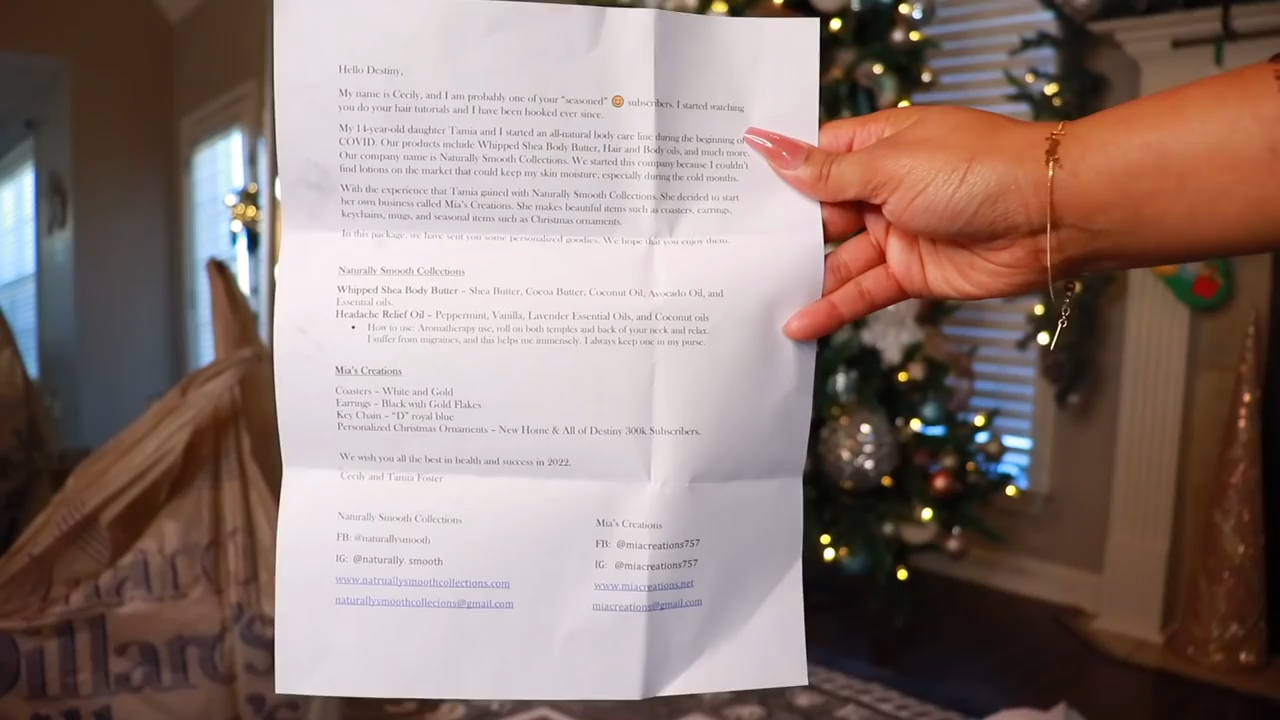 Hello Destiny,
My name is Cecily, and I am probably one of your "seasoned" 😊 subscribers. I started watching
you do your hair tutorials and I have been hooked ever since.
My 14-year-old daughter Tamia and I started an all-natural body care line during the beginning of
COVID. Our products include Whipped Shea Body Butter, Hair and Body oils, and much more.
Our company name is Naturally Smooth Collections. We started this company because I couldn't
find lotions on the market that could keep my skin moisture, especially during the cold months.
With the experience that Tamia gained with Naturally Smooth Collections. She decided to start
her own business called Mia's Creations. She makes beautiful items such as coasters, earrings,
keychains, mugs, and seasonal items such as Christmas ornaments.
In this package, we have sent you some personalized goodies. We hope that you enjoy them.
Naturally Smooth Collections
Whipped Shea Body Butter – Shea Butter, Cocoa Butter, Coconut Oil, Avocado Oil, and
Essential oils.
Headache Relief Oil – Peppermint, Vanilla, Lavender Essential Oils, and Coconut oils
• How to use: Aromatherapy use, roll on both temples and back of your neck and relax.
I suffer from migraines, and this helps me immensely. I always keep one in my purse.
Mia's Creations
Coasters – White and Gold
Earrings – Black with Gold Flakes
Key Chain – "D" royal blue
Personalized Christmas Ornaments – New Home & All of Destiny 300k Subscribers.
We wish you all the best in health and success in 2022.
Cecily and Tamia Foster
Naturally Smooth Collections
FB: @naturallysmooth
IG: @naturally_smooth
www.natruallysmoothcollections.com
naturallysmoothcollecions@gmail.com
Mia's Creations
FB: @miacreations757
IG: @miacreations757
www.miacreations.net
miacreations@gmail.com
Dillard's
Dillard's